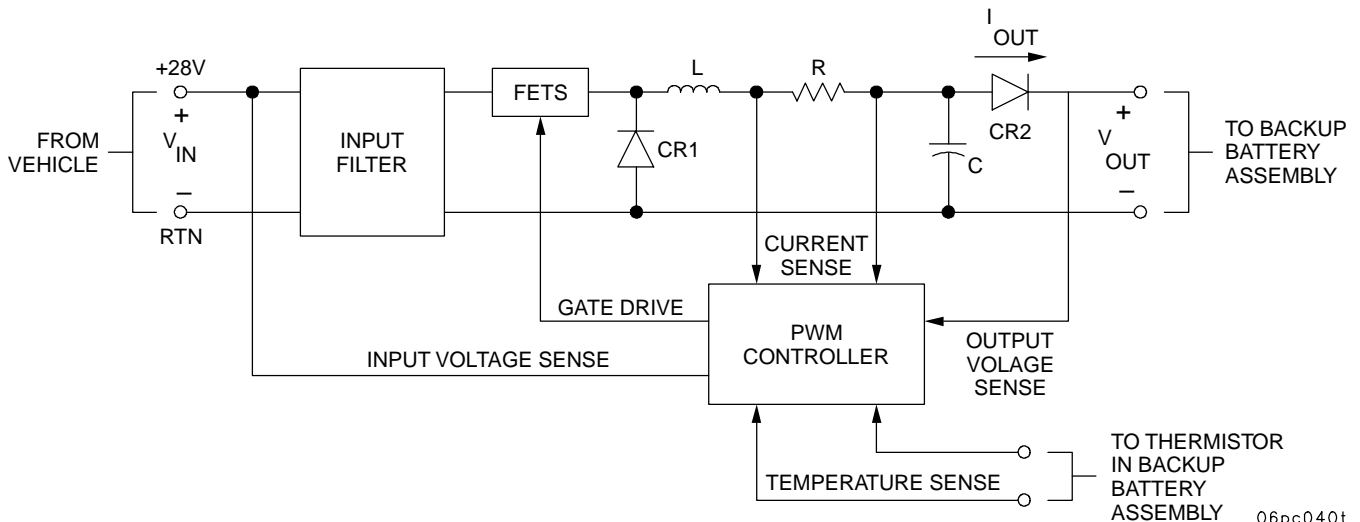 I
OUT
+28V
FETS
L
R
+
V
IN
FROM
VEHICLE
INPUT
FILTER
CR1
CR2
C
+
V
OUT
TO BACKUP
BATTERY
ASSEMBLY
−
−
RTN
CURRENT
SENSE
GATE DRIVE
PWM
CONTROLLER
INPUT VOLTAGE SENSE
OUTPUT
VOLAGE
SENSE
TEMPERATURE SENSE
TO THERMISTOR
IN BACKUP
BATTERY
ASSEMBLY
06pc040t